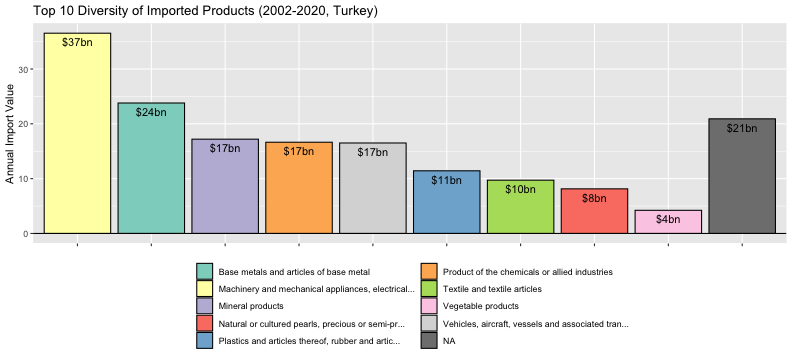 Top 10 Diversity of Imported Products (2002-2020, Turkey)
Annual Import Value
30
20
10
0
$37bn
$24bn
$17bn
$17bn
$17bn
$11bn
$10bn
$8bn
$4bn
$21bn
Base metals and articles of base metal
Machinery and mechanical appliances, electrical...
Mineral products
Natural or cultured pearls, precious or semi-pr...
Plastics and articles thereof, rubber and artic...
Product of the chemicals or allied industries
Textile and textile articles
Vegetable products
Vehicles, aircraft, vessels and associated tran...
NA